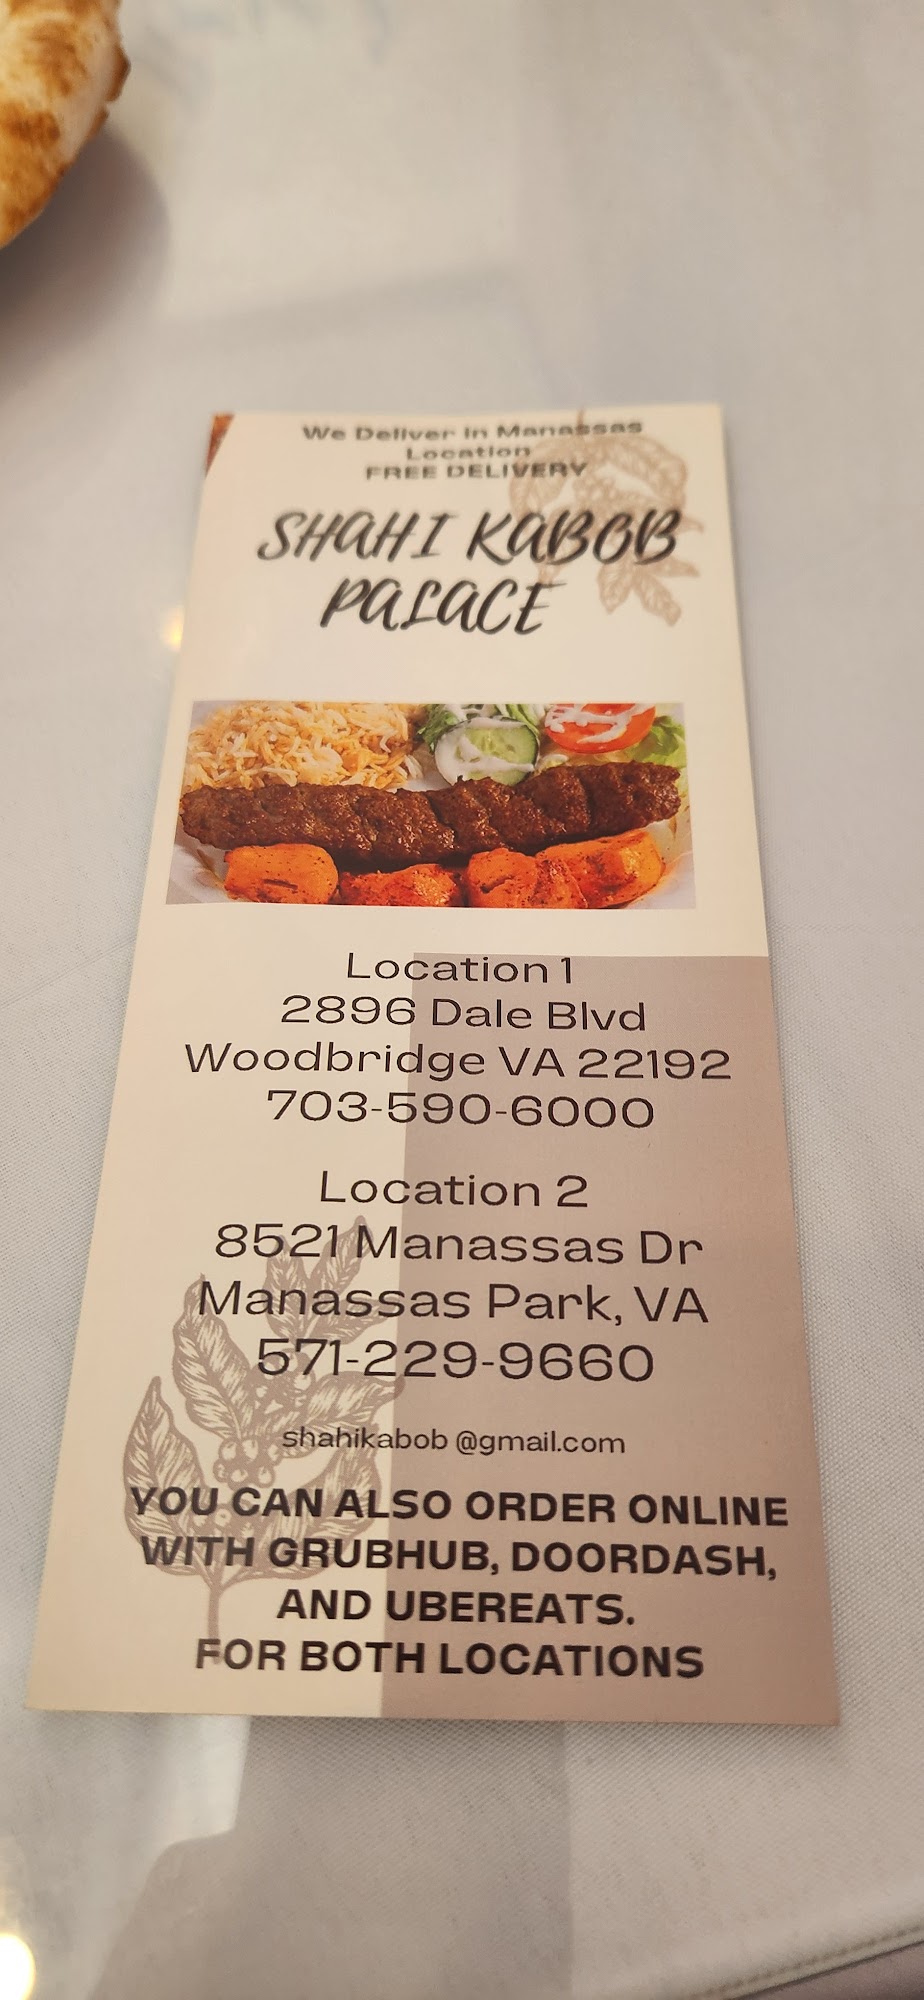 We Deliver In Manassas
Location
FREE DELIVERY
SHAHI KABOB
PALACE
Location 1
2896 Dale Blvd
Woodbridge VA 22192
703-590-6000
Location 2
8521 Manassas Dr
Manassas Park, VA
571-229-9660
shahikabob @gmail.com
YOU CAN ALSO ORDER ONLINE
WITH GRUBHUB, DOORDASH,
AND UBEREATS.
FOR BOTH LOCATIONS